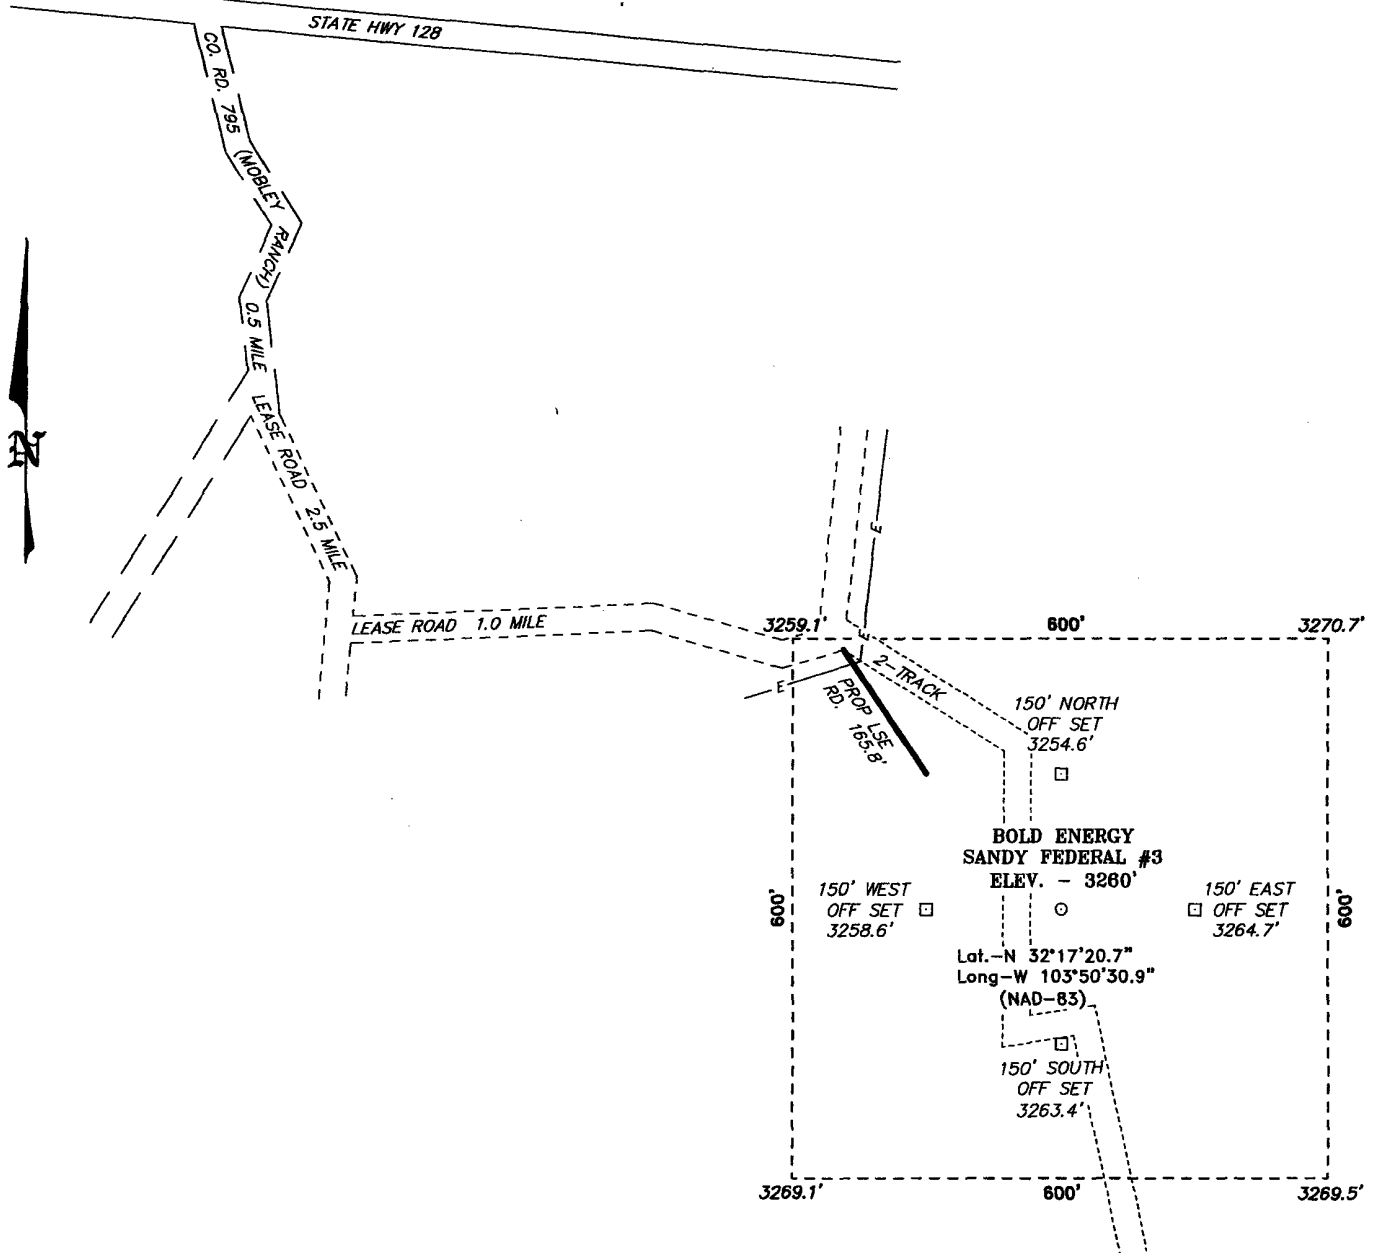 STATE HWY 128
CO. RD. 795 (MOBLEY RANCH) 0.5 MILE
LEASE ROAD 2.5 MILE
N
LEASE ROAD 1.0 MILE
E
E
3259.1'
600'
3270.7'
2-TRACK
PROP LSE
RD. 165.8'
150' NORTH
OFF SET
3254.6'
BOLD ENERGY
SANDY FEDERAL #3
ELEV. - 3260'
600'
150' WEST
OFF SET
3258.6'
150' EAST
OFF SET
3264.7'
600'
Lat.-N 32°17'20.7"
Long-W 103°50'30.9"
(NAD-83)
150' SOUTH
OFF SET
3263.4'
3269.1'
600'
3269.5'